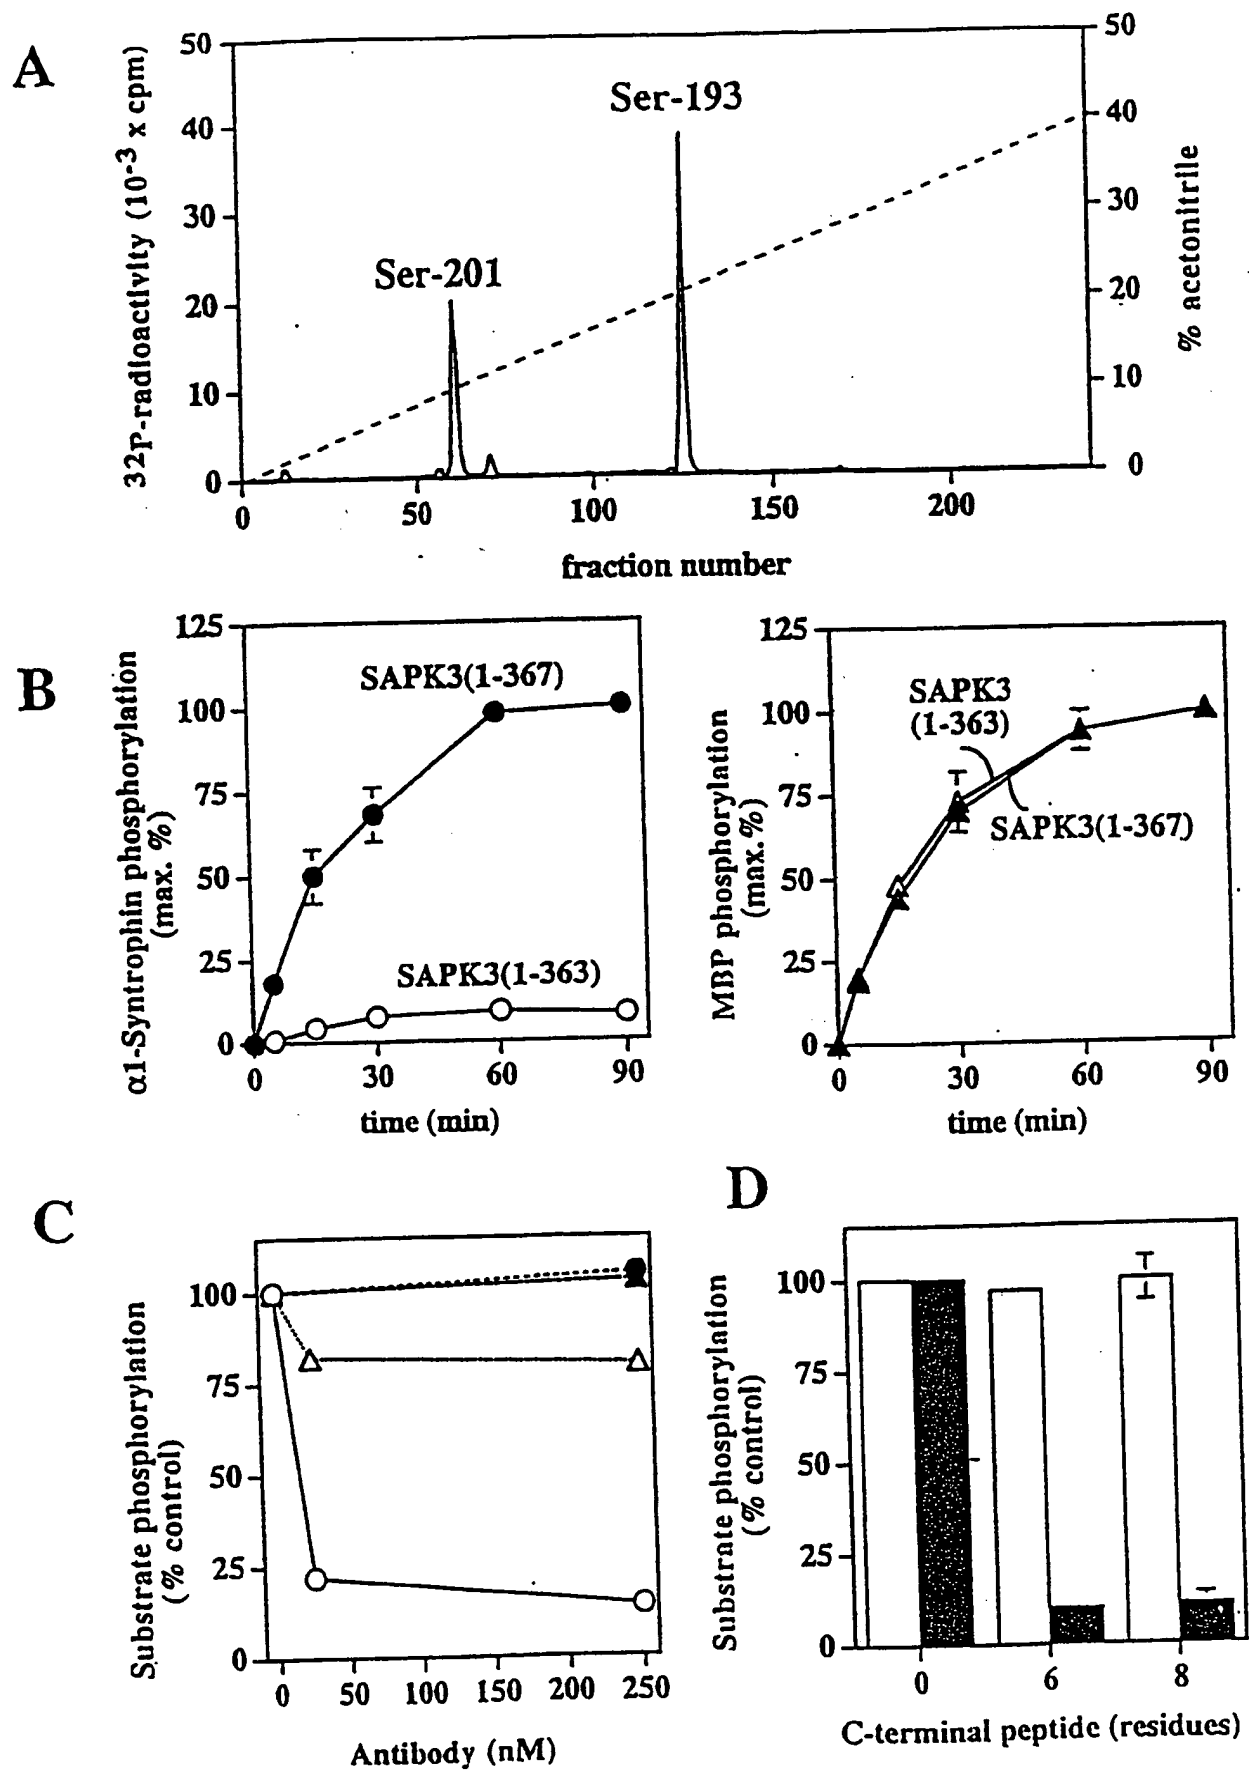 A
32P-radioactivity (10-3 x cpm)
50
40
30
20
10
0
Ser-201
Ser-193
50
40
30
20
10
0
% acetonitrile
0
50
100
150
200
fraction number
B
α1-Syntrophin phosphorylation
(max. %)
125
100
75
50
25
0
SAPK3(1-367)
SAPK3(1-363)
0
30
60
90
time (min)
MBP phosphorylation
(max.%)
125
100
75
50
25
0
SAPK3
(1-363)
SAPK3(1-367)
0
30
60
90
time (min)
C
Substrate phosphorylation
(% control)
100
75
50
25
0
0
50
100
150
200
250
Antibody (nM)
D
Substrate phosphorylation
(% control)
100
75
50
25
0
0
6
8
C-terminal peptide (residues)